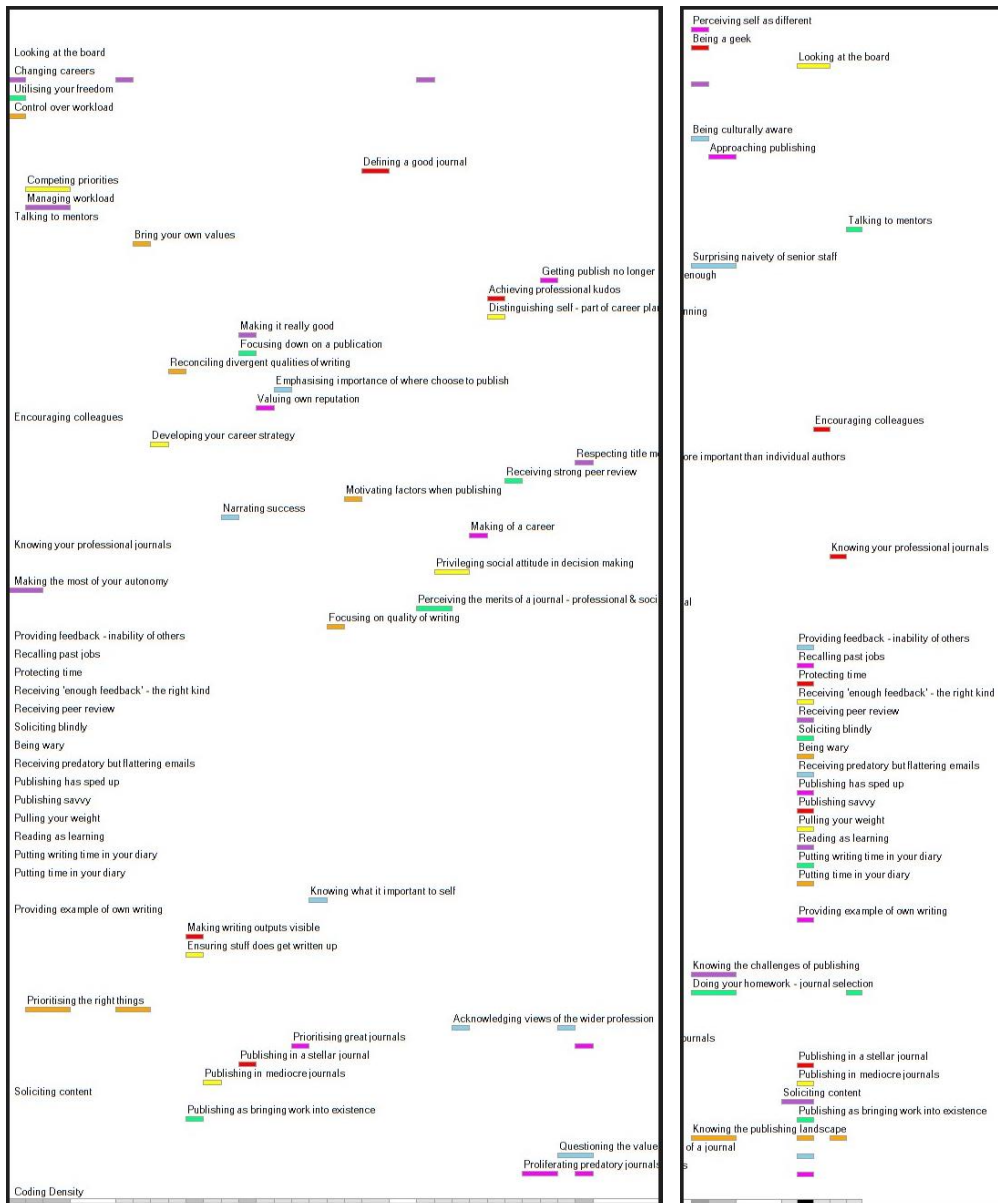 Perceiving self as different
Being a geek
Looking at the board
Looking at the board
Changing careers
Utilising your freedom
Control over workload
Being culturally aware
Approaching publishing
Defining a good journal
Competing priorities
Managing workload
Talking to mentors
Talking to mentors
Bring your own values
Surprising naivety of senior staff
Getting publish no longer enough
Achieving professional kudos
Distinguishing self - part of career planning
Making it really good
Focusing down on a publication
Reconciling divergent qualities of writing
Emphasising importance of where choose to publish
Valuing own reputation
Encouraging colleagues
Encouraging colleagues
Developing your career strategy
Respecting title more important than individual authors
Receiving strong peer review
Motivating factors when publishing
Narrating success
Making of a career
Knowing your professional journals
Knowing your professional journals
Privileging social attitude in decision making
Making the most of your autonomy
Perceiving the merits of a journal - professional & social
Focusing on quality of writing
Providing feedback - inability of others
Providing feedback - inability of others
Recalling past jobs
Recalling past jobs
Protecting time
Protecting time
Receiving 'enough feedback' - the right kind
Receiving 'enough feedback' - the right kind
Receiving peer review
Receiving peer review
Soliciting blindly
Soliciting blindly
Being wary
Being wary
Receiving predatory but flattering emails
Receiving predatory but flattering emails
Publishing has sped up
Publishing has sped up
Publishing savvy
Publishing savvy
Pulling your weight
Pulling your weight
Reading as learning
Reading as learning
Putting writing time in your diary
Putting writing time in your diary
Putting time in your diary
Putting time in your diary
Knowing what it important to self
Providing example of own writing
Providing example of own writing
Making writing outputs visible
Ensuring stuff does get written up
Knowing the challenges of publishing
Doing your homework - journal selection
Prioritising the right things
Acknowledging views of the wider profession
Prioritising great journals
ournals
Publishing in a stellar journal
Publishing in a stellar journal
Publishing in mediocre journals
Publishing in mediocre journals
Soliciting content
Soliciting content
Publishing as bringing work into existence
Publishing as bringing work into existence
Knowing the publishing landscape
Questioning the value of a journal
Proliferating predatory journals
s
Coding Density